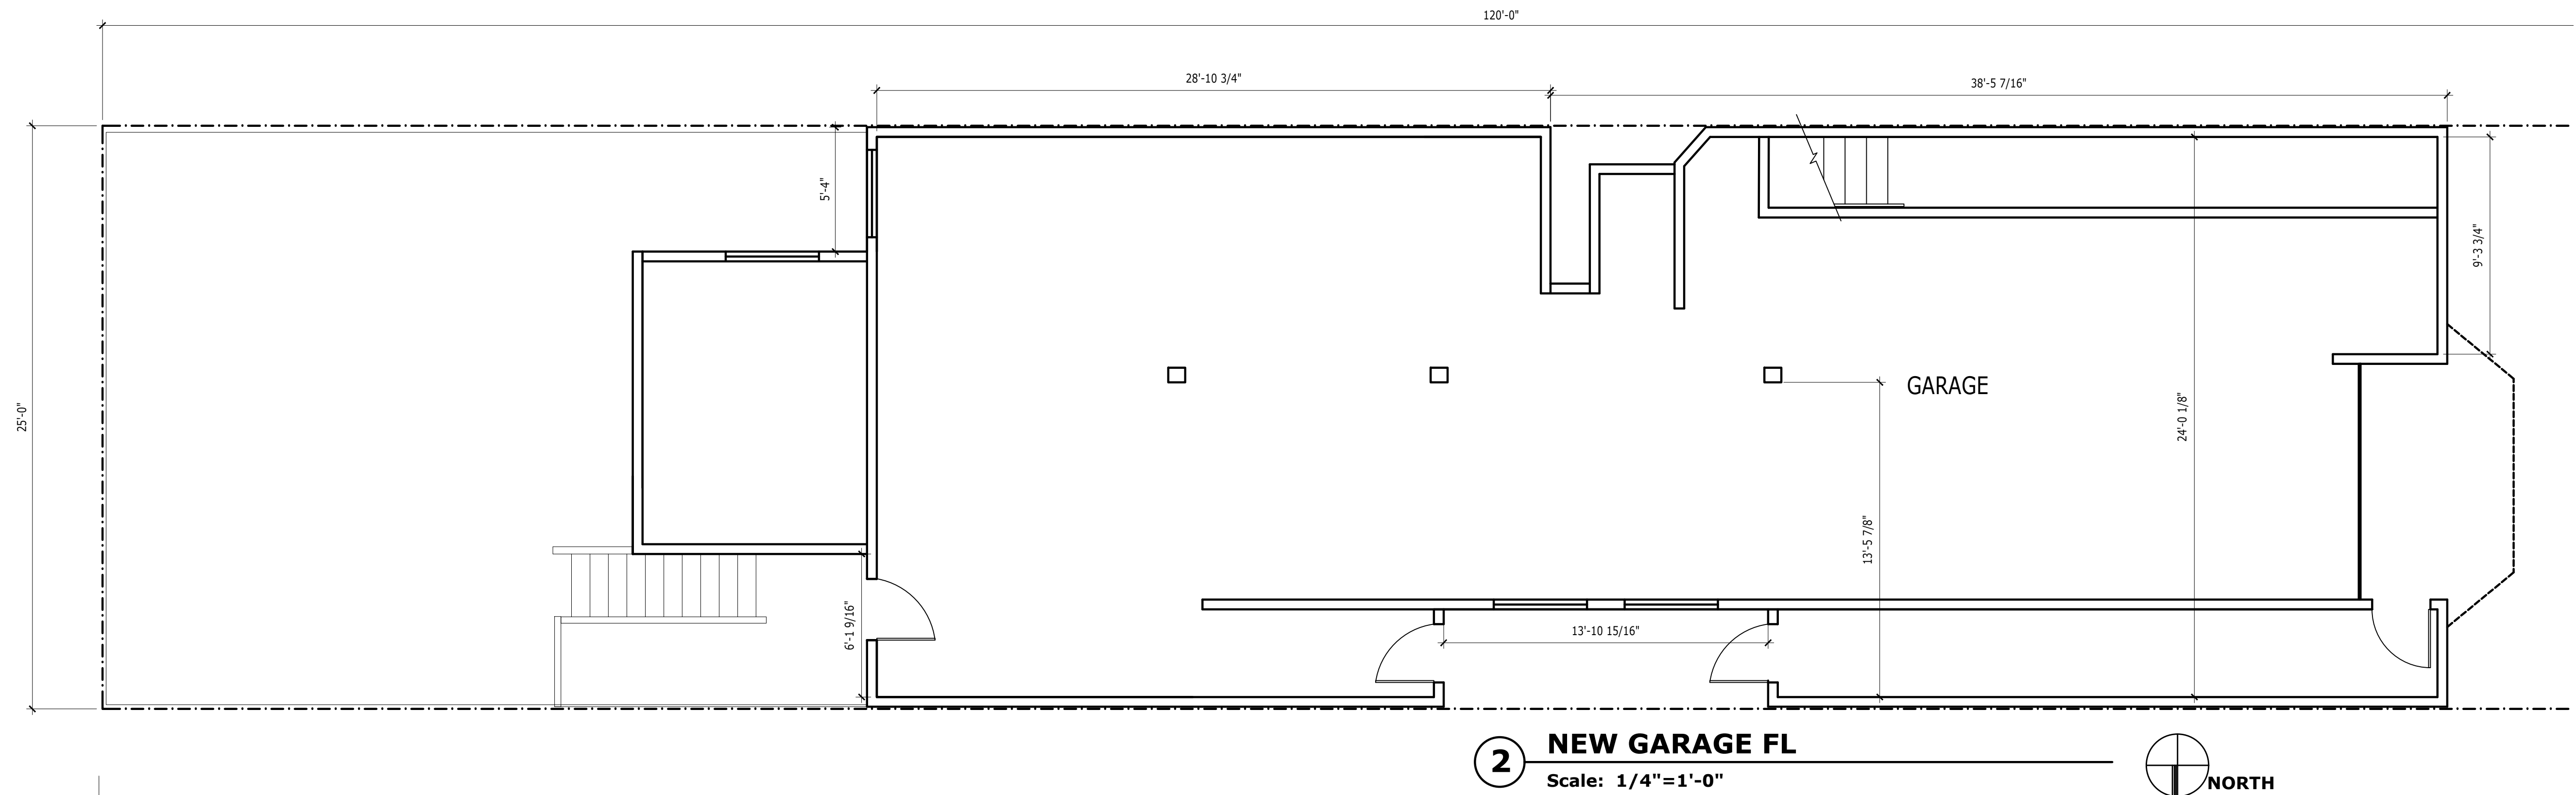 120'-0"
28'-10 3/4"
38'-5 7/16"
5'-4"
9'-3 3/4"
GARAGE
25'-0"
24'-0 1/8"
13'-5 7/8"
6'-1 9/16"
13'-10 15/16"
2
NEW GARAGE FL
Scale: 1/4"=1'-0"
NORTH